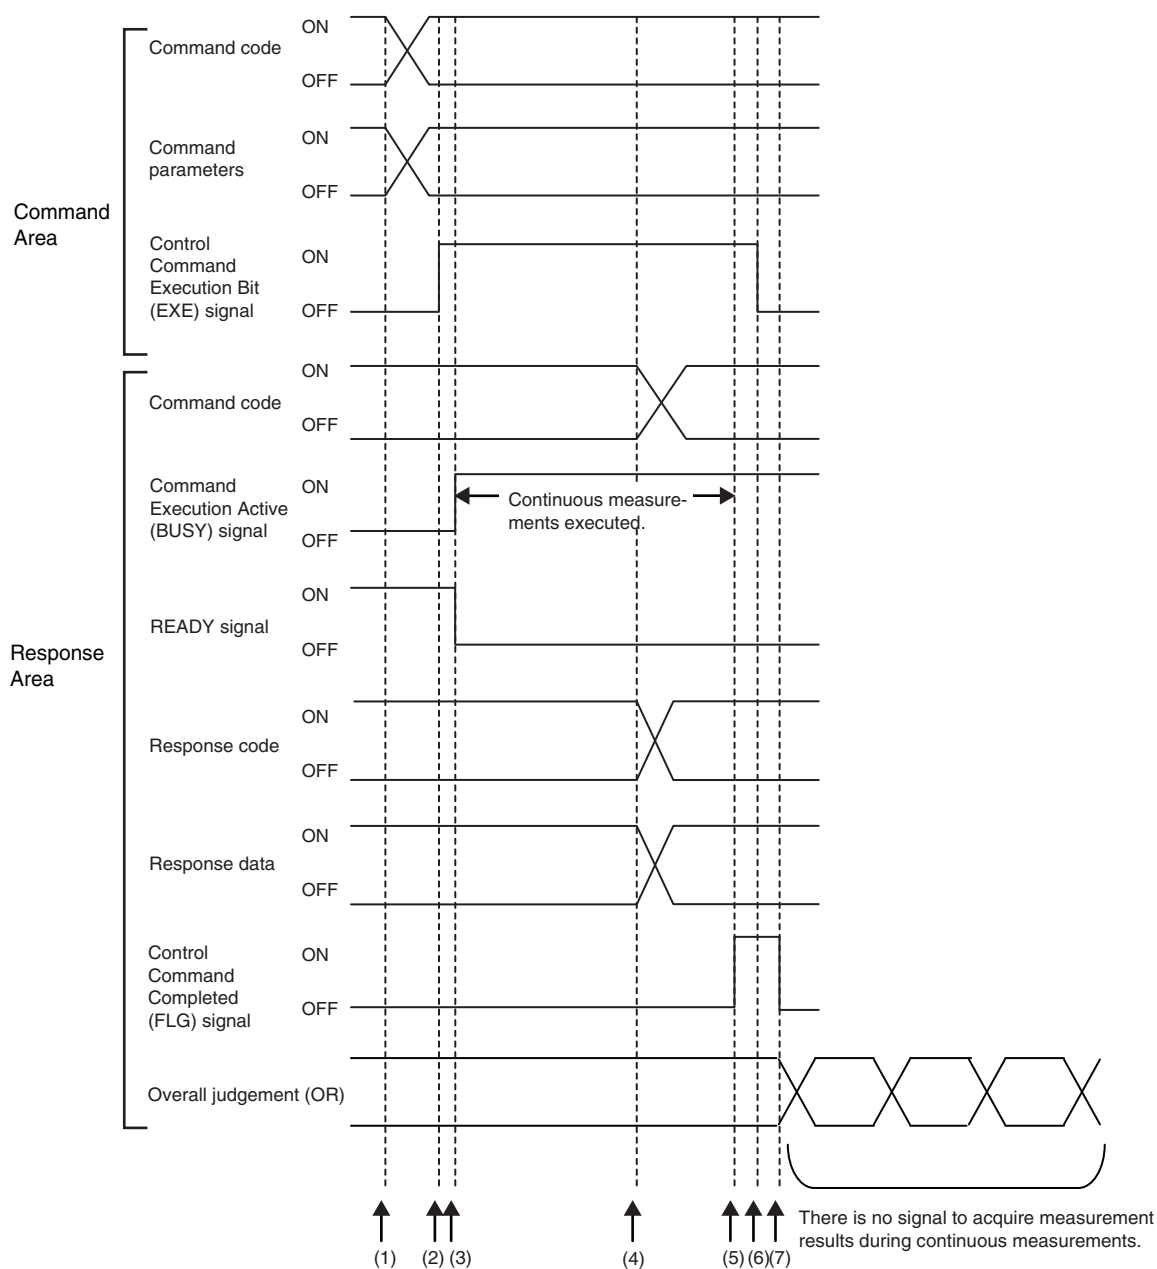 ON
Command code
OFF
ON
Command
parameters
OFF
Command
Area
Control
Command
Execution Bit
(EXE) signal
ON
OFF
ON
Command code
OFF
Command
Execution Active
(BUSY) signal
ON
OFF
Continuous measure-
ments executed.
ON
READY signal
OFF
Response
Area
ON
Response code
OFF
ON
Response data
OFF
Control
Command
Completed
(FLG) signal
ON
OFF
Overall judgement (OR)
There is no signal to acquire measurement
results during continuous measurements.
(1) (2) (3) (4) (5) (6) (7)